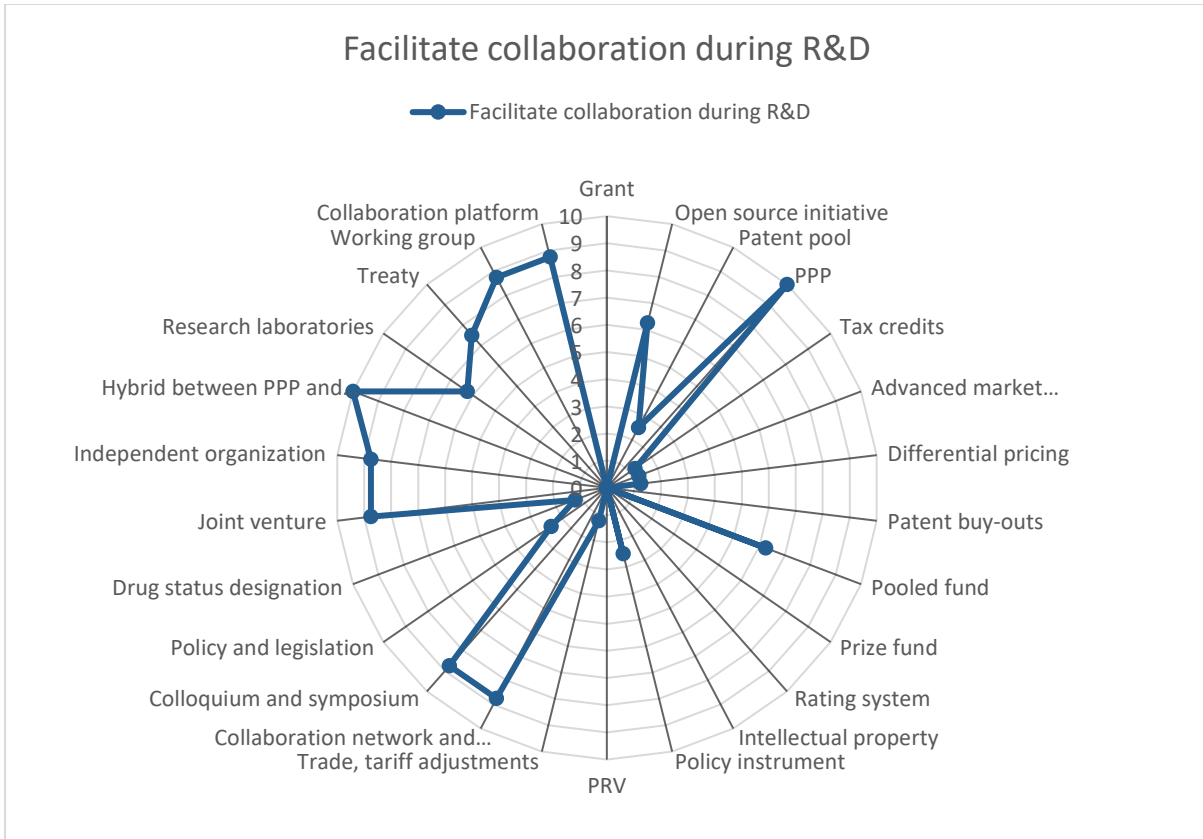 Facilitate collaboration during R&D
Facilitate collaboration during R&D
Grant
Open source initiative
Patent pool
PPP
Tax credits
Advanced market...
Differential pricing
Patent buy-outs
Pooled fund
Prize fund
Rating system
Intellectual property
Policy instrument
PRV
Trade, tariff adjustments
Collaboration network and...
Colloquium and symposium
Policy and legislation
Drug status designation
Joint venture
Independent organization
Hybrid between PPP and...
Research laboratories
Treaty
Working group
Collaboration platform
10
9
8
7
6
5
4
3
2
1
0